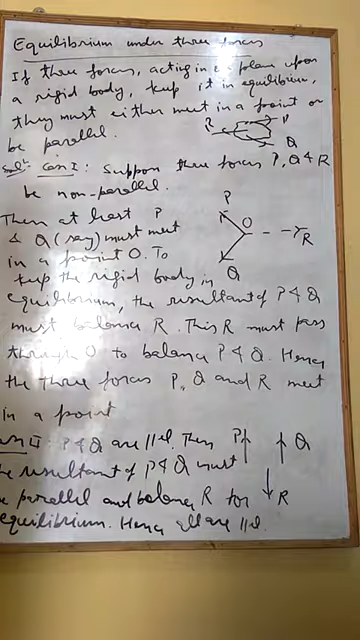 Equilibrium under three forces
If three forces, acting in a plane upon
a rigid body, keep it in equilibrium,
they must either meet in a point or
be parallel.
R P
Q
Soln: Case I: Suppose three forces P, Q & R
be non-parallel.
P
Then at least P
& Q (say) must meet
O
R
in a point O. To
keep the rigid body in
Q
equilibrium, the resultant of P & Q
must balance R. This R must pass
through O to balance P & Q. Hence
the three forces P, Q and R meet
in a point
II: P & Q are ||el. Then P Q
resultant of P & Q must
parallel and balance R for R
equilibrium. Hence all are ||el.